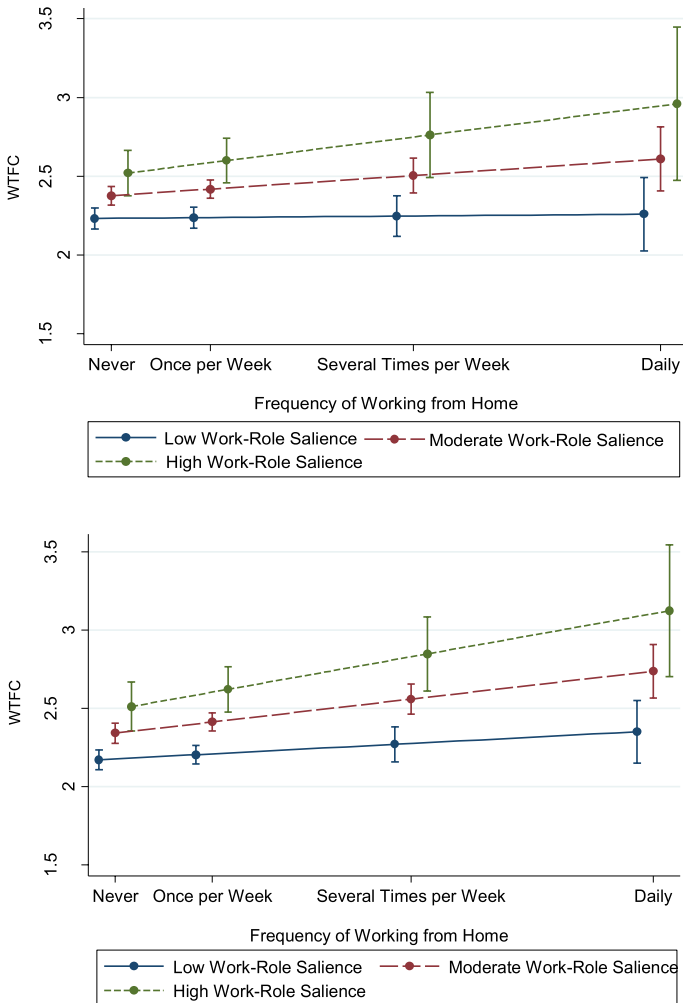 3.5
3
2.5
2
1.5
WTFC
Never Once per Week Several Times per Week Daily
Frequency of Working from Home
Low Work-Role Salience Moderate Work-Role Salience
High Work-Role Salience
3.5
3
2.5
2
1.5
WTFC
Never Once per Week Several Times per Week Daily
Frequency of Working from Home
Low Work-Role Salience Moderate Work-Role Salience
High Work-Role Salience